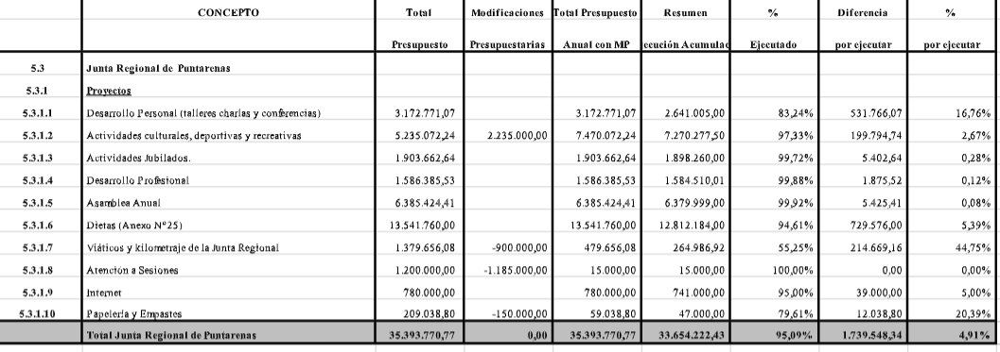 CONCEPTO Total Modificaciones Total Presupuesto Resumen % Diferencia %
Presupuesto Presupuestarias Anual con MP ecución Acumulad Ejecutado por ejecutar por ejecutar
5.3 Junta Regional de Puntarenas
5.3.1 Proyectos
5.3.1.1 Desarrollo Personal (talleres charlas y conferencias) 3.172.771,07 3.172.771,07 2.641.005,00 83,24% 531.766,07 16,76%
5.3.1.2 Actividades culturales, deportivas y recreativas 5.235.072,24 2.235.000,00 7.470.072,24 7.270.277,50 97,33% 199.794,74 2,67%
5.3.1.3 Actividades Jubilados. 1.903.662,64 1.903.662,64 1.898.260,00 99,72% 5.402,64 0,28%
5.3.1.4 Desarrollo Profesional 1.586.385,53 1.586.385,53 1.584.510,01 99,88% 1.875,52 0,12%
5.3.1.5 Asamblea Anual 6.385.424,41 6.385.424,41 6.379.999,00 99,92% 5.425,41 0,08%
5.3.1.6 Dietas (Anexo N°25) 13.541.760,00 13.541.760,00 12.812.184,00 94,61% 729.576,00 5,39%
5.3.1.7 Viáticos y kilometraje de la Junta Regional 1.379.656,08 -900.000,00 479.656,08 264.986,92 55,25% 214.669,16 44,75%
5.3.1.8 Atención a Sesiones 1.200.000,00 -1.185.000,00 15.000,00 15.000,00 100,00% 0,00 0,00%
5.3.1.9 Internet 780.000,00 780.000,00 741.000,00 95,00% 39.000,00 5,00%
5.3.1.10 Papelería y Empastes 209.038,80 -150.000,00 59.038,80 47.000,00 79,61% 12.038,80 20,39%
Total Junta Regional de Puntarenas 35.393.770,77 0,00 35.393.770,77 33.654.222,43 95,09% 1.739.548,34 4,91%